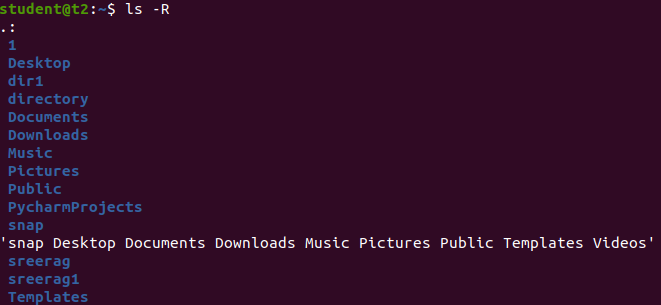 student@t2:~$ ls -R
.:
1
Desktop
dir1
directory
Documents
Downloads
Music
Pictures
Public
PycharmProjects
snap
'snap Desktop Documents Downloads Music Pictures Public Templates Videos'
sreerag
sreerag1
Templates